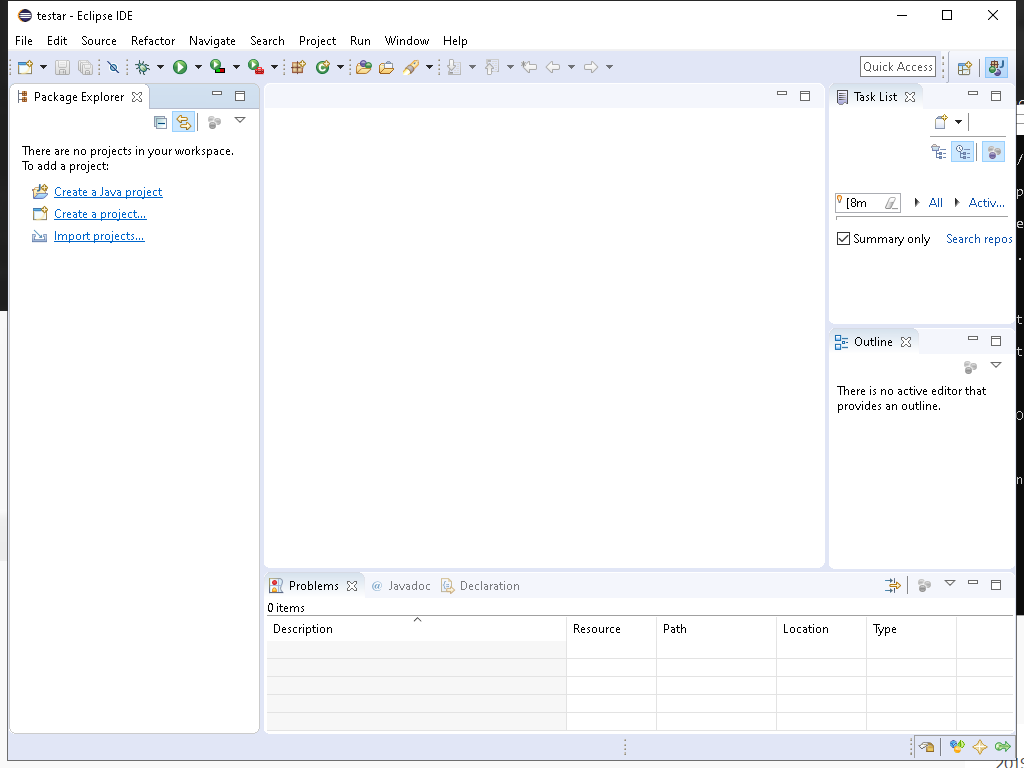 testar - Eclipse IDE
File Edit Source Refactor Navigate Search Project Run Window Help
Quick Access
Package Explorer
There are no projects in your workspace.
To add a project:
Create a Java project
Create a project...
Import projects...
Task List
[8m
All
Activ...
Summary only
Search repos
Outline
There is no active editor that
provides an outline.
Problems @ Javadoc Declaration
0 items
Description Resource Path Location Type